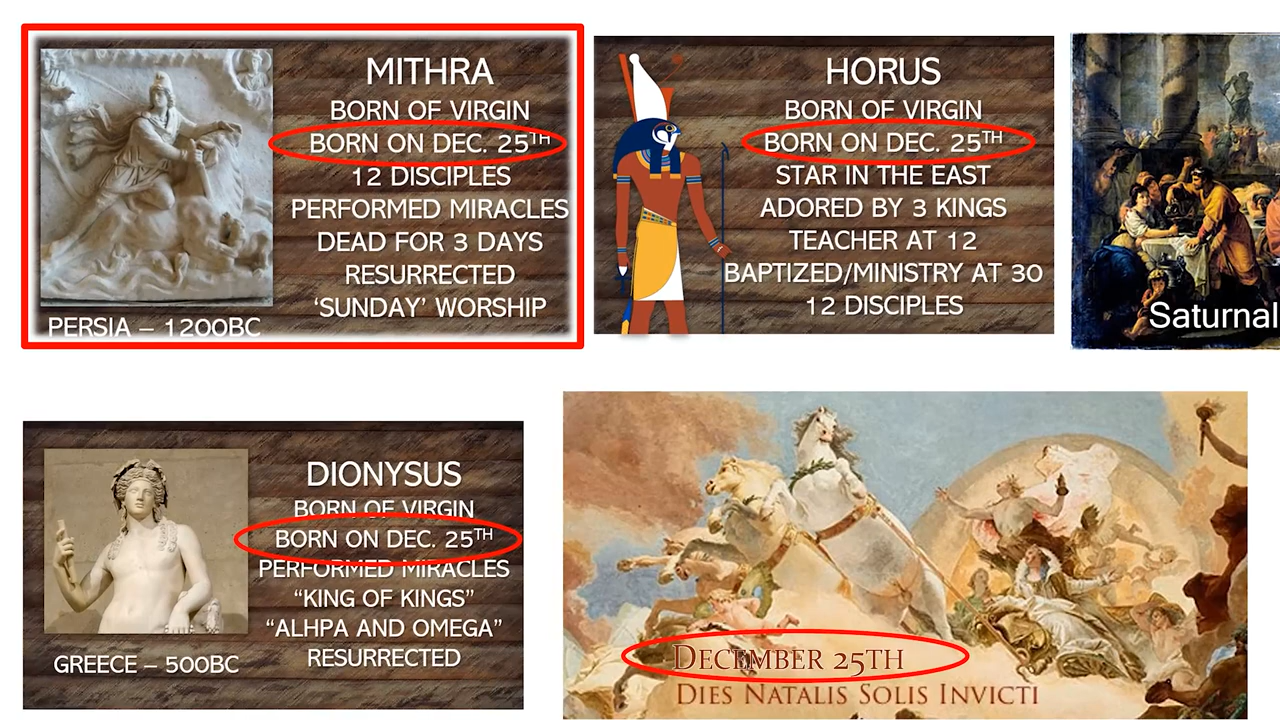 MITHRA
BORN OF VIRGIN
BORN ON DEC. 25TH
12 DISCIPLES
PERFORMED MIRACLES
DEAD FOR 3 DAYS
RESURRECTED
‘SUNDAY’ WORSHIP
PERSIA – 1200BC
HORUS
BORN OF VIRGIN
BORN ON DEC. 25TH
STAR IN THE EAST
ADORED BY 3 KINGS
TEACHER AT 12
BAPTIZED/MINISTRY AT 30
12 DISCIPLES
Saturnal
DIONYSUS
BORN OF VIRGIN
BORN ON DEC. 25TH
PERFORMED MIRACLES
“KING OF KINGS”
“ALHPA AND OMEGA”
RESURRECTED
GREECE – 500BC
DECEMBER 25TH
DIES NATALIS SOLIS INVICTI